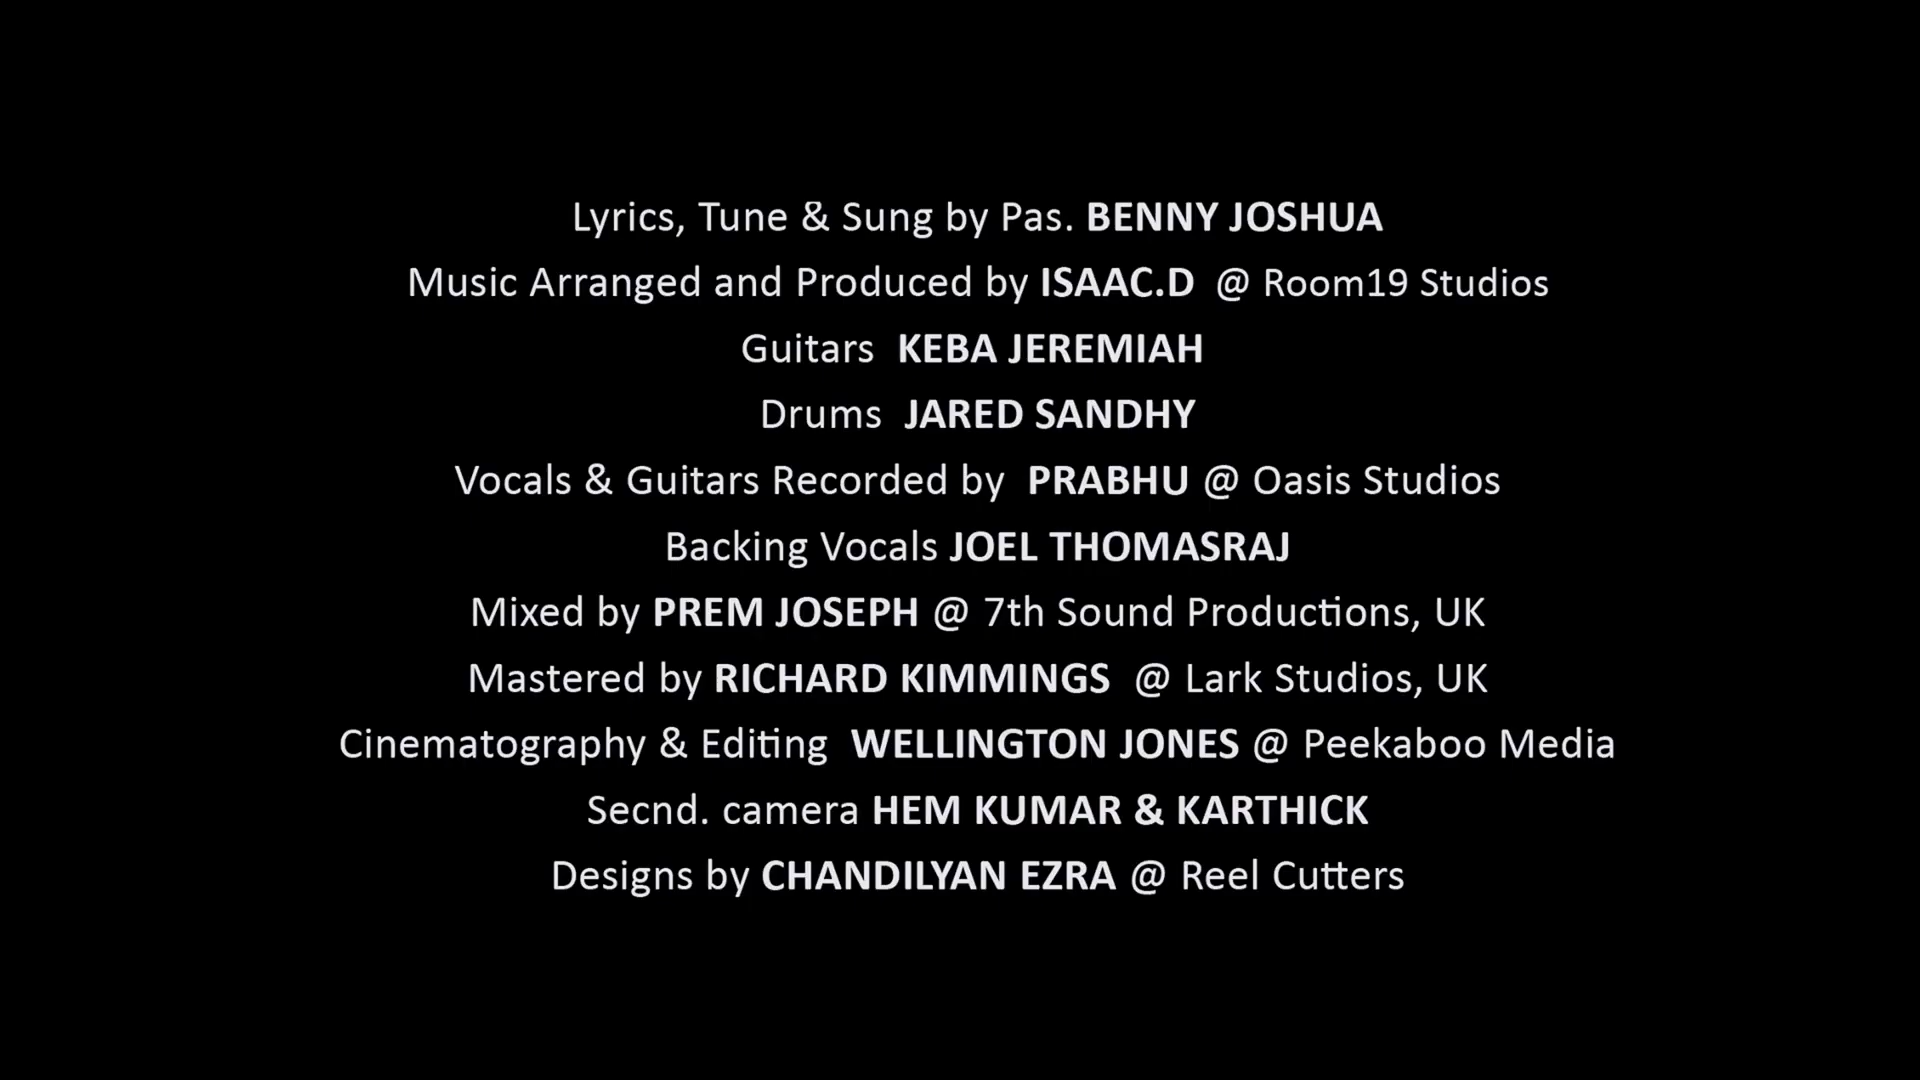 Lyrics, Tune & Sung by Pas. BENNY JOSHUA
Music Arranged and Produced by ISAAC.D @ Room19 Studios
Guitars KEBA JEREMIAH
Drums JARED SANDHY
Vocals & Guitars Recorded by PRABHU @ Oasis Studios
Backing Vocals JOEL THOMASRAJ
Mixed by PREM JOSEPH @ 7th Sound Productions, UK
Mastered by RICHARD KIMMINGS @ Lark Studios, UK
Cinematography & Editing WELLINGTON JONES @ Peekaboo Media
Secnd. camera HEM KUMAR & KARTHICK
Designs by CHANDILYAN EZRA @ Reel Cutters